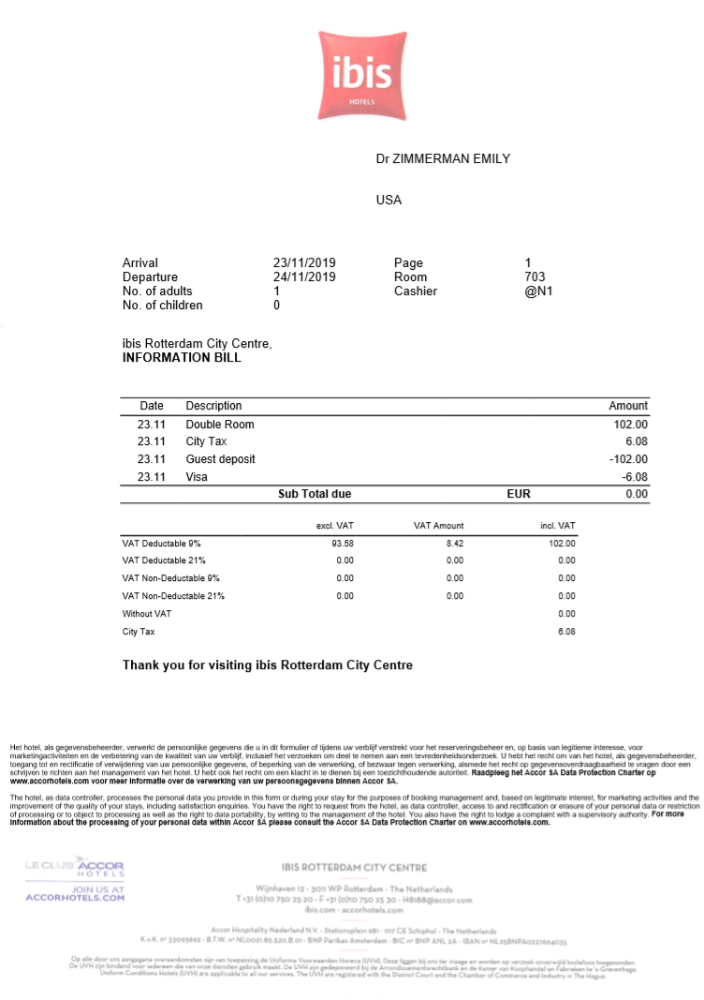 ibis
HOTELS
Dr ZIMMERMAN EMILY
USA
Arrival 23/11/2019 Page 1
Departure 24/11/2019 Room 703
No. of adults 1 Cashier @N1
No. of children 0
ibis Rotterdam City Centre,
INFORMATION BILL
Date Description Amount
23.11 Double Room 102.00
23.11 City Tax 6.08
23.11 Guest deposit -102.00
23.11 Visa -6.08
Sub Total due EUR 0.00
excl. VAT VAT Amount incl. VAT
VAT Deductable 9% 93.58 8.42 102.00
VAT Deductable 21% 0.00 0.00 0.00
VAT Non-Deductable 9% 0.00 0.00 0.00
VAT Non-Deductable 21% 0.00 0.00 0.00
Without VAT 0.00
City Tax 6.08
Thank you for visiting ibis Rotterdam City Centre
Het hotel, als gegevensbeheerder, verwerkt de persoonlijke gegevens die u in dit formulier of tijdens uw verblijf verstrekt voor het reserveringsbeheer en, op basis van legitieme interesse, voor
marketingactiviteiten en de verbetering van de kwaliteit van uw verblijf, inclusief het verzoeken om deel te nemen aan een tevredenheidsonderzoek. U hebt het recht om van het hotel, als gegevensbeheerder,
toegang tot en rectificatie of verwijdering van uw persoonlijke gegevens, of beperking van de verwerking, of bezwaar tegen verwerking, alsmede het recht op gegevensoverdraagbaarheid te vragen door een
schrijven te richten aan het management van het hotel. U hebt ook het recht om een klacht in te dienen bij een toezichthoudende autoriteit. Raadpleeg het Accor SA Data Protection Charter op
www.accorhotels.com voor meer informatie over de verwerking van uw persoonsgegevens binnen Accor SA.
The hotel, as data controller, processes the personal data you provide in this form or during your stay for the purposes of booking management and, based on legitimate interest, for marketing activities and the
improvement of the quality of your stays, including satisfaction enquiries. You have the right to request from the hotel, as data controller, access to and rectification or erasure of your personal data or restriction
of processing or to object to processing as well as the right to data portability, by writing to the management of the hotel. You also have the right to lodge a complaint with a supervisory authority. For more
information about the processing of your personal data within Accor SA please consult the Accor SA Data Protection Charter on www.accorhotels.com.
LE CLUB ACCOR
HOTELS
JOIN US AT
ACCORHOTELS.COM
IBIS ROTTERDAM CITY CENTRE
Wijnhaven 12 - 3011 WP Rotterdam - The Netherlands
T +31 (0)10 750 25 20 - F +31 (0)10 750 25 30 - H8188@accor.com
ibis.com - accorhotels.com
Accor Hospitality Nederland N.V. - Stationsplein 981 - 1117 CE Schiphol - The Netherlands
K.v.K. nº 33093892 - B.T.W. nº NL0021.85.520.B.01 - BNP Paribas Amsterdam - BIC nº BNP ANL 2A - IBAN nº NL25BNPA0227664035
Op alle door ons aangegane overeenkomsten zijn van toepassing de Uniforme Voorwaarden Horeca (UVH). Deze liggen bij ons ter inzage en worden op verzoek onverwijld kosteloos toegezonden.
De UVH zijn bindend voor iedereen die van onze diensten gebruik maakt. De UVH zijn gedeponeerd bij de Arrondissementsrechtbank en de Kamer van Koophandel en Fabrieken te 's-Gravenhage.
Uniform Conditions Hotels (UVH) are applicable to all our services. The UVH are registered with the District Court and the Chamber of Commerce and Industry in The Hague.